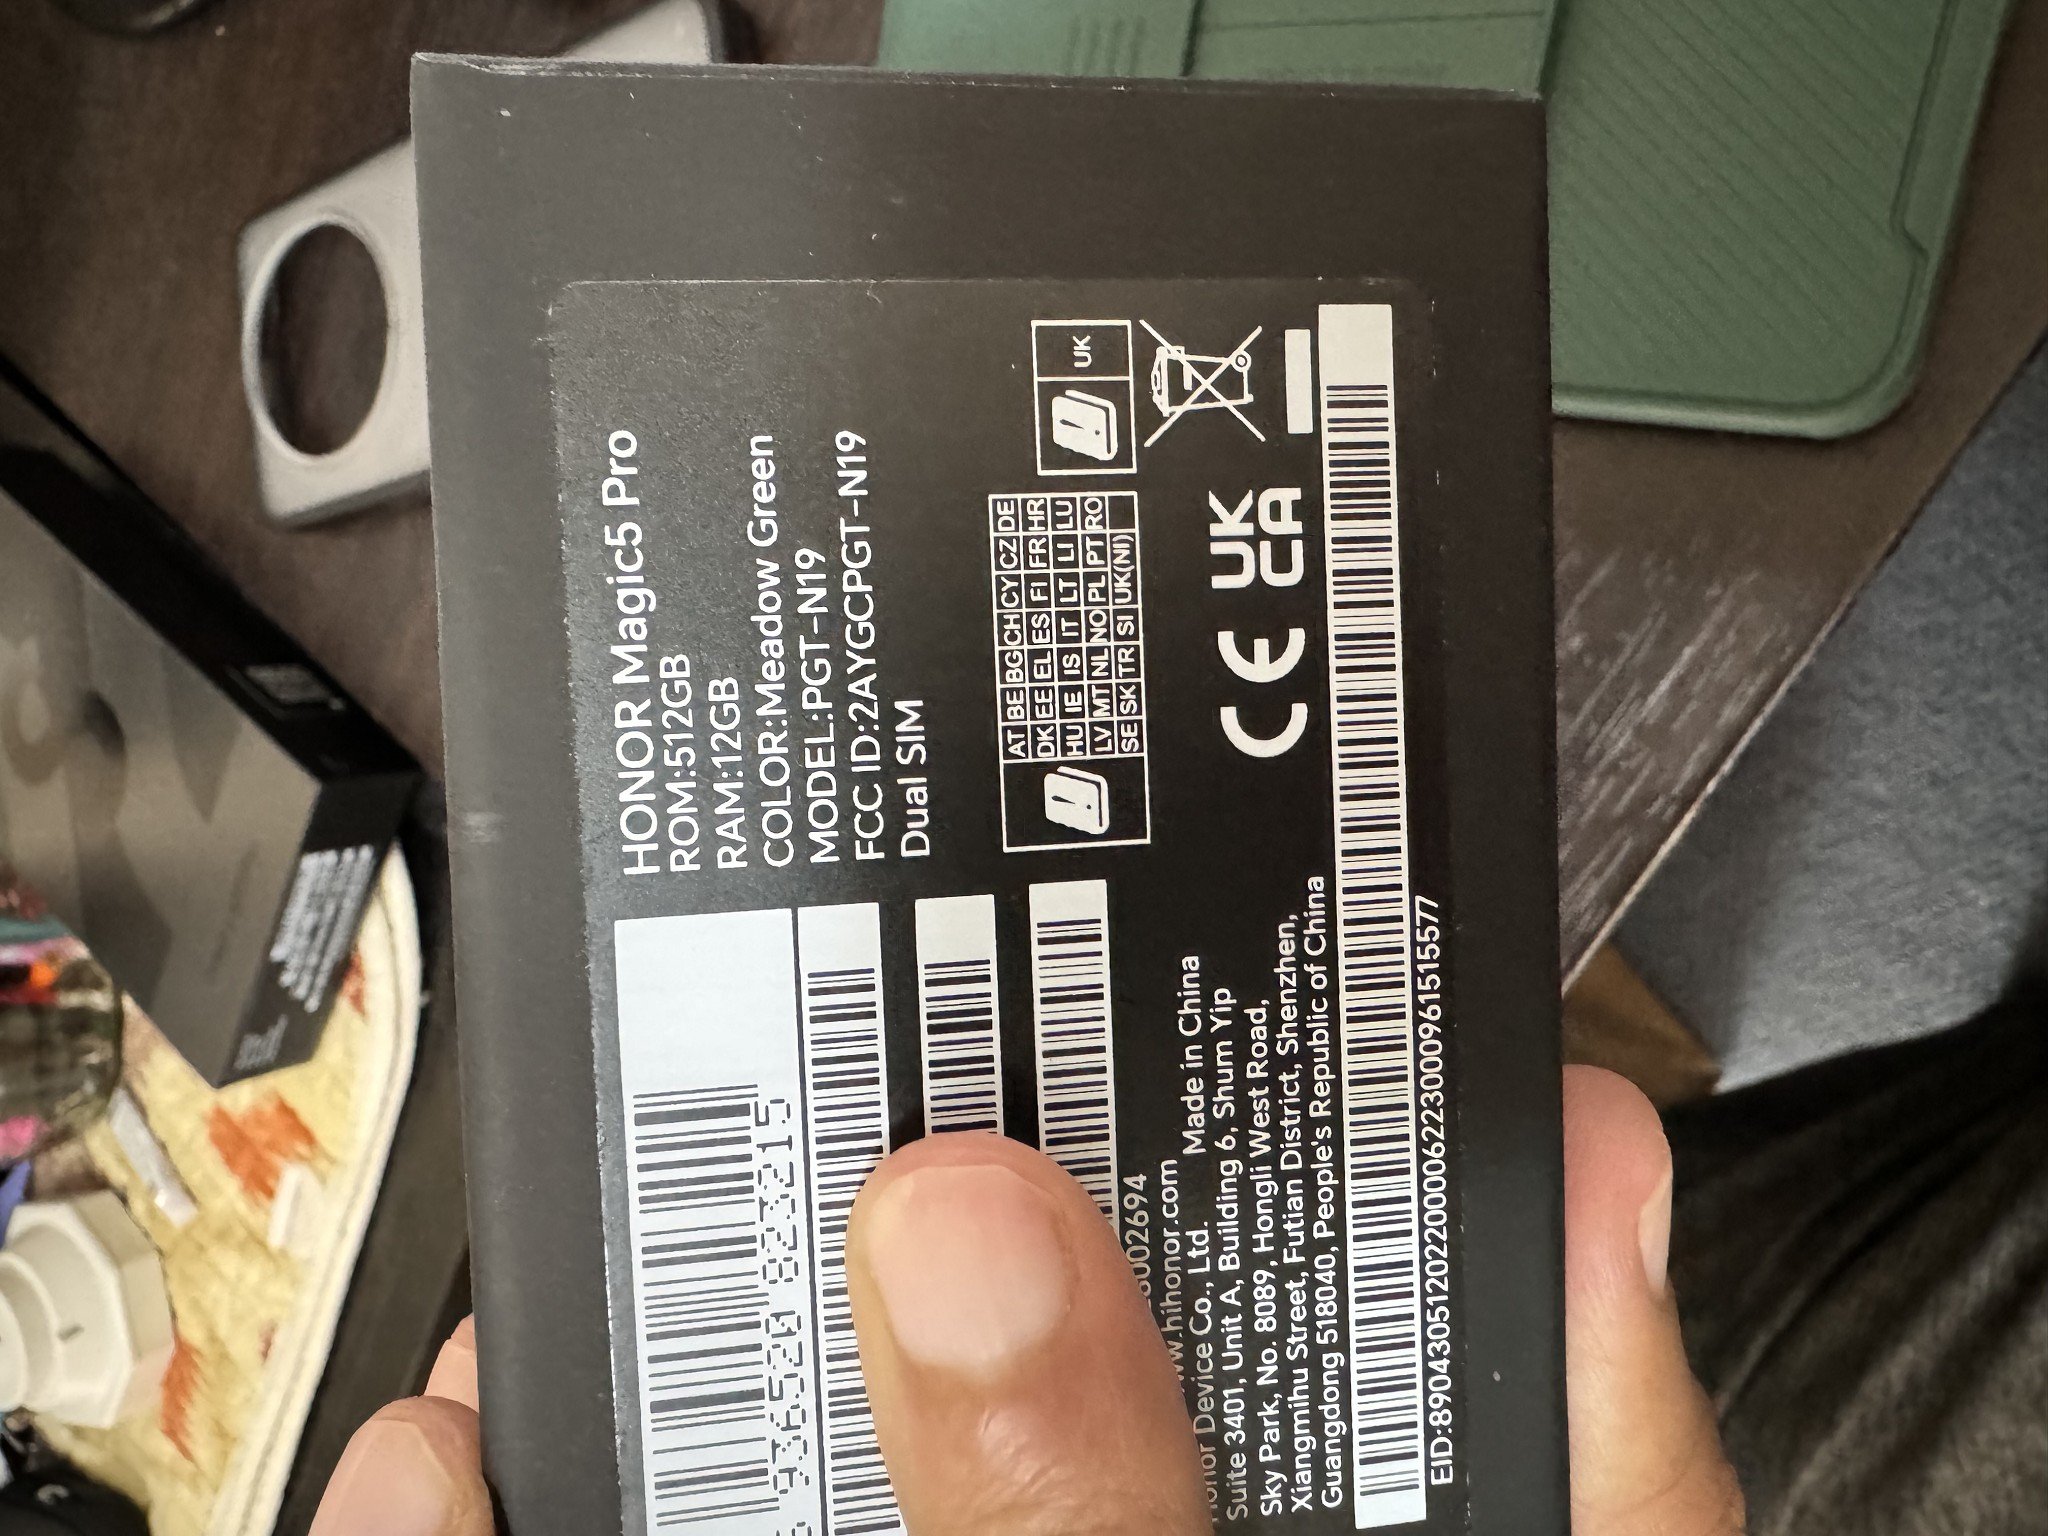 HONOR Magic5 Pro
ROM:512GB
RAM:12GB
COLOR:Meadow Green
MODEL:PGT-N19
FCC ID:2AYGCPGT-N19
Dual SIM
AT BE BG CH CY CZ DE
DK EE EL ES FI FR HR
HU IE IS IT LT LI LU
LV MT NL NO PL PT RO
SE SK TR SI UK(NI)
UK
CE UK CA
www.hihonor.com Made in China
Honor Device Co., Ltd.
Suite 3401, Unit A, Building 6, Shum Yip
Sky Park, No. 8089, Hongli West Road,
Xiangmihu Street, Futian District, Shenzhen,
Guangdong 518040, People's Republic of China
EID:89043051202200062230009615155577